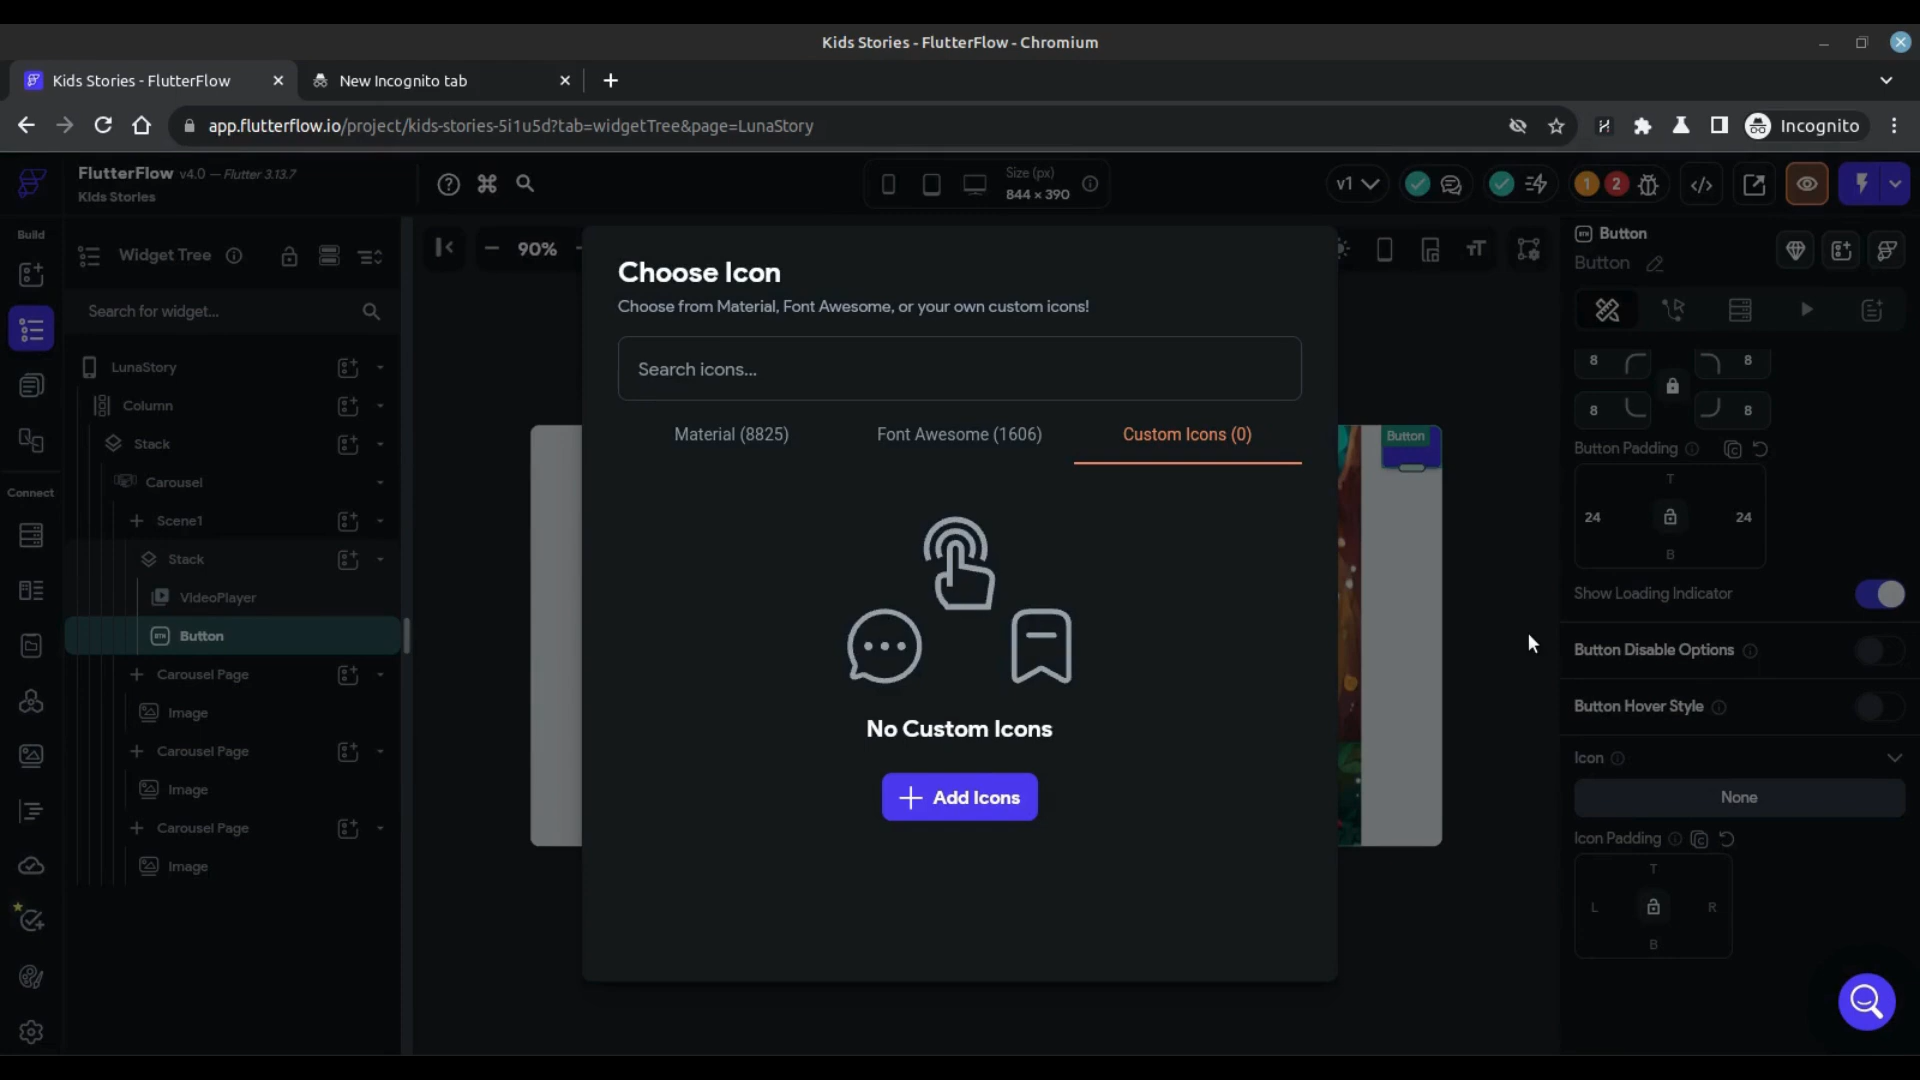 Kids Stories - FlutterFlow - Chromium
Kids Stories - FlutterFlow
New Incognito tab
app.flutterflow.io/project/kids-stories-5i1u5d?tab=widgetTree&page=LunaStory
Incognito
FlutterFlow v4.0 – Flutter 3.13.7
Kids Stories
Size (px)
844 × 390
v1
1
2
Build
Widget Tree
Search for widget...
LunaStory
Column
Stack
Carousel
Connect
Scene1
Stack
VideoPlayer
Button
Carousel Page
Image
Carousel Page
Image
Carousel Page
Image
90%
Choose Icon
Choose from Material, Font Awesome, or your own custom icons!
Search icons...
Material (8825)
Font Awesome (1606)
Custom Icons (0)
No Custom Icons
Add Icons
Button
Button
Button
8
8
8
8
Button Padding
T
24
24
B
Show Loading Indicator
Button Disable Options
Button Hover Style
Icon
None
Icon Padding
T
L
R
B